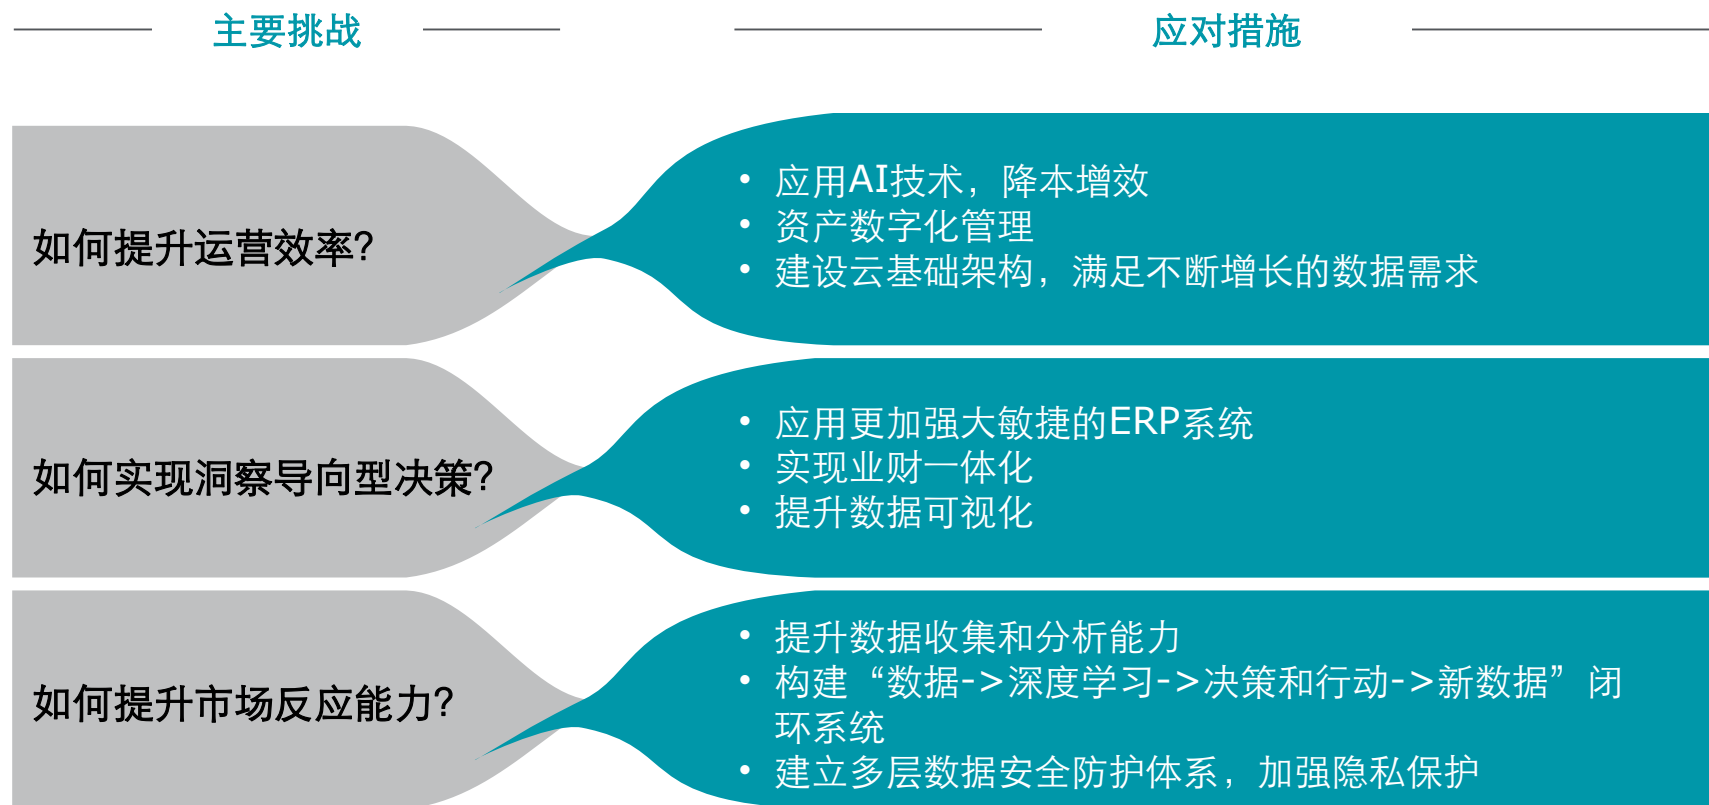 主要挑战
应对措施
如何提升运营效率?
• 应用AI技术，降本增效
• 资产数字化管理
• 建设云基础架构，满足不断增长的数据需求
如何实现洞察导向型决策?
• 应用更加强大敏捷的ERP系统
• 实现业财一体化
• 提升数据可视化
如何提升市场反应能力?
• 提升数据收集和分析能力
• 构建“数据->深度学习->决策和行动->新数据”闭
环系统
• 建立多层数据安全防护体系，加强隐私保护